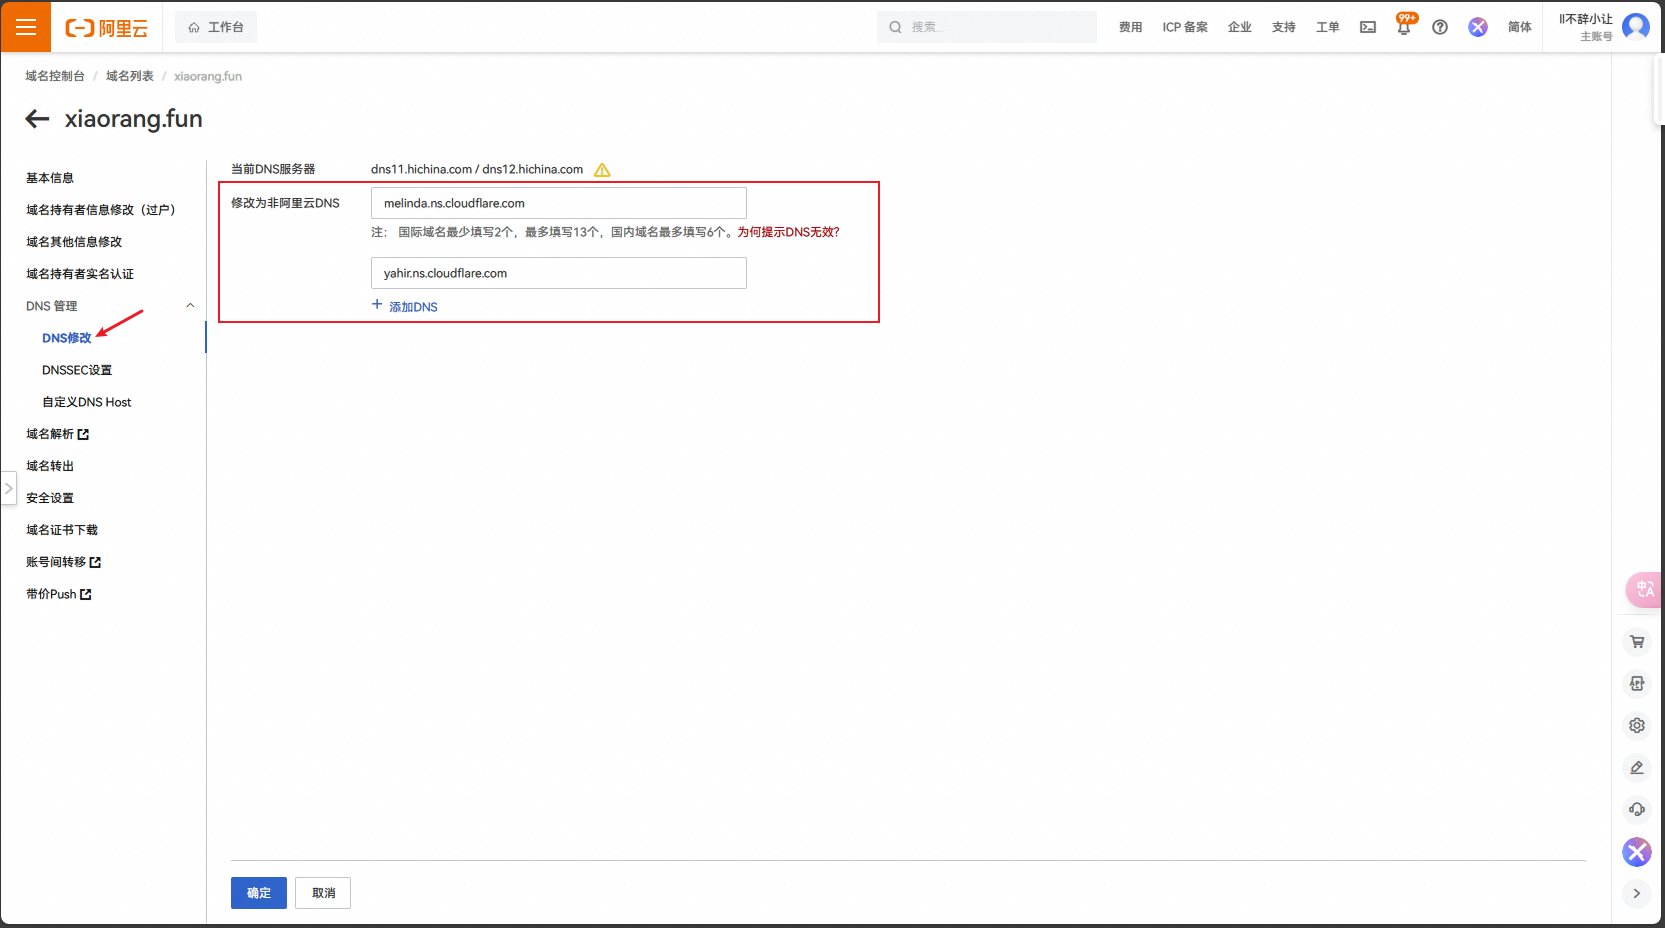 阿里云
工作台
搜索...
费用
ICP 备案
企业
支持
工单
99+
简体
ll不辞小让
主账号
域名控制台 / 域名列表 / xiaorang.fun
xiaorang.fun
基本信息
域名持有者信息修改（过户）
域名其他信息修改
域名持有者实名认证
DNS 管理
DNS修改
DNSSEC设置
自定义DNS Host
域名解析
域名转出
安全设置
域名证书下载
账号间转移
带价Push
当前DNS服务器 dns11.hichina.com / dns12.hichina.com
修改为非阿里云DNS melinda.ns.cloudflare.com
注： 国际域名最少填写2个，最多填写13个，国内域名最多填写6个。为何提示DNS无效?
yahir.ns.cloudflare.com
+ 添加DNS
确定
取消
中
A
APP